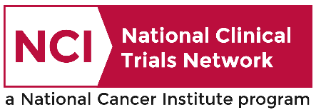 NCI
National Clinical
Trials Network
a National Cancer Institute program